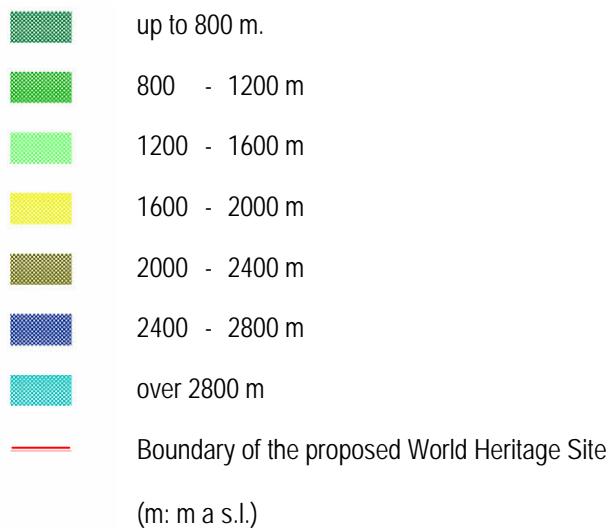 up to 800 m.
800 - 1200 m
1200 - 1600 m
1600 - 2000 m
2000 - 2400 m
2400 - 2800 m
over 2800 m
Boundary of the proposed World Heritage Site
(m: m a s.l.)